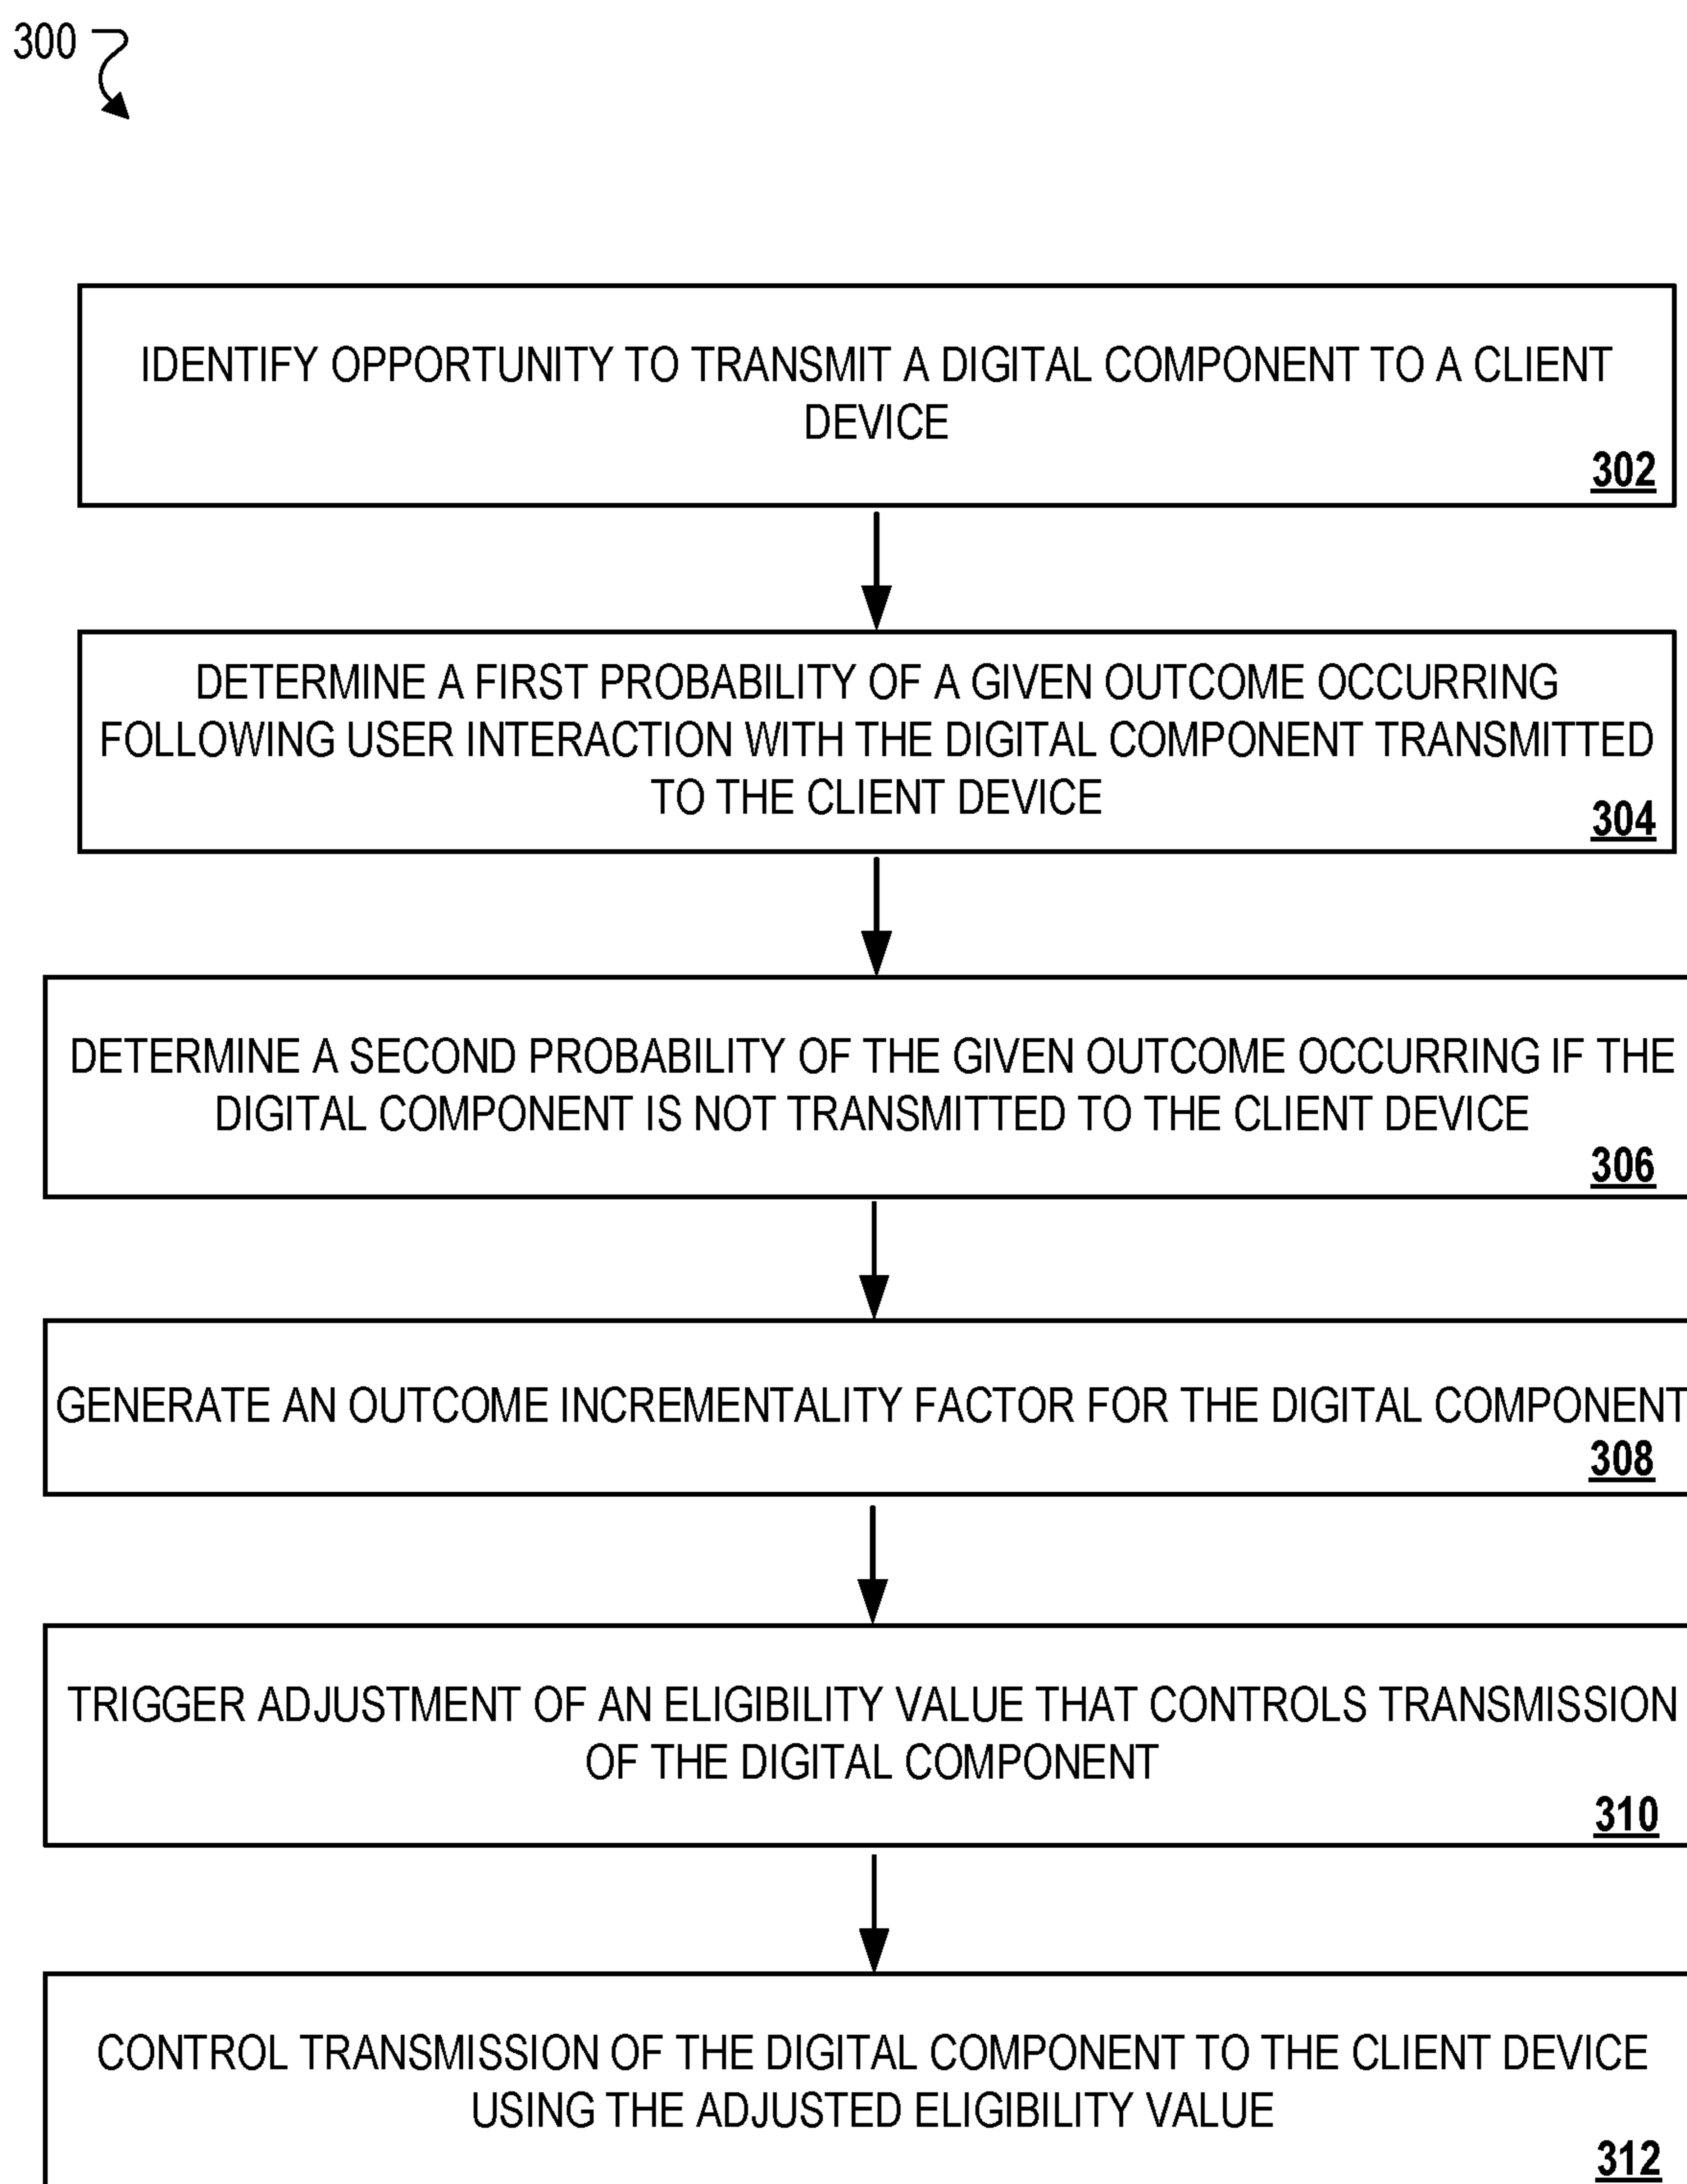 300
IDENTIFY OPPORTUNITY TO TRANSMIT A DIGITAL COMPONENT TO A CLIENT
DEVICE
302
DETERMINE A FIRST PROBABILITY OF A GIVEN OUTCOME OCCURRING
FOLLOWING USER INTERACTION WITH THE DIGITAL COMPONENT TRANSMITTED
TO THE CLIENT DEVICE
304
DETERMINE A SECOND PROBABILITY OF THE GIVEN OUTCOME OCCURRING IF THE
DIGITAL COMPONENT IS NOT TRANSMITTED TO THE CLIENT DEVICE
306
GENERATE AN OUTCOME INCREMENTALITY FACTOR FOR THE DIGITAL COMPONENT
308
TRIGGER ADJUSTMENT OF AN ELIGIBILITY VALUE THAT CONTROLS TRANSMISSION
OF THE DIGITAL COMPONENT
310
CONTROL TRANSMISSION OF THE DIGITAL COMPONENT TO THE CLIENT DEVICE
USING THE ADJUSTED ELIGIBILITY VALUE
312